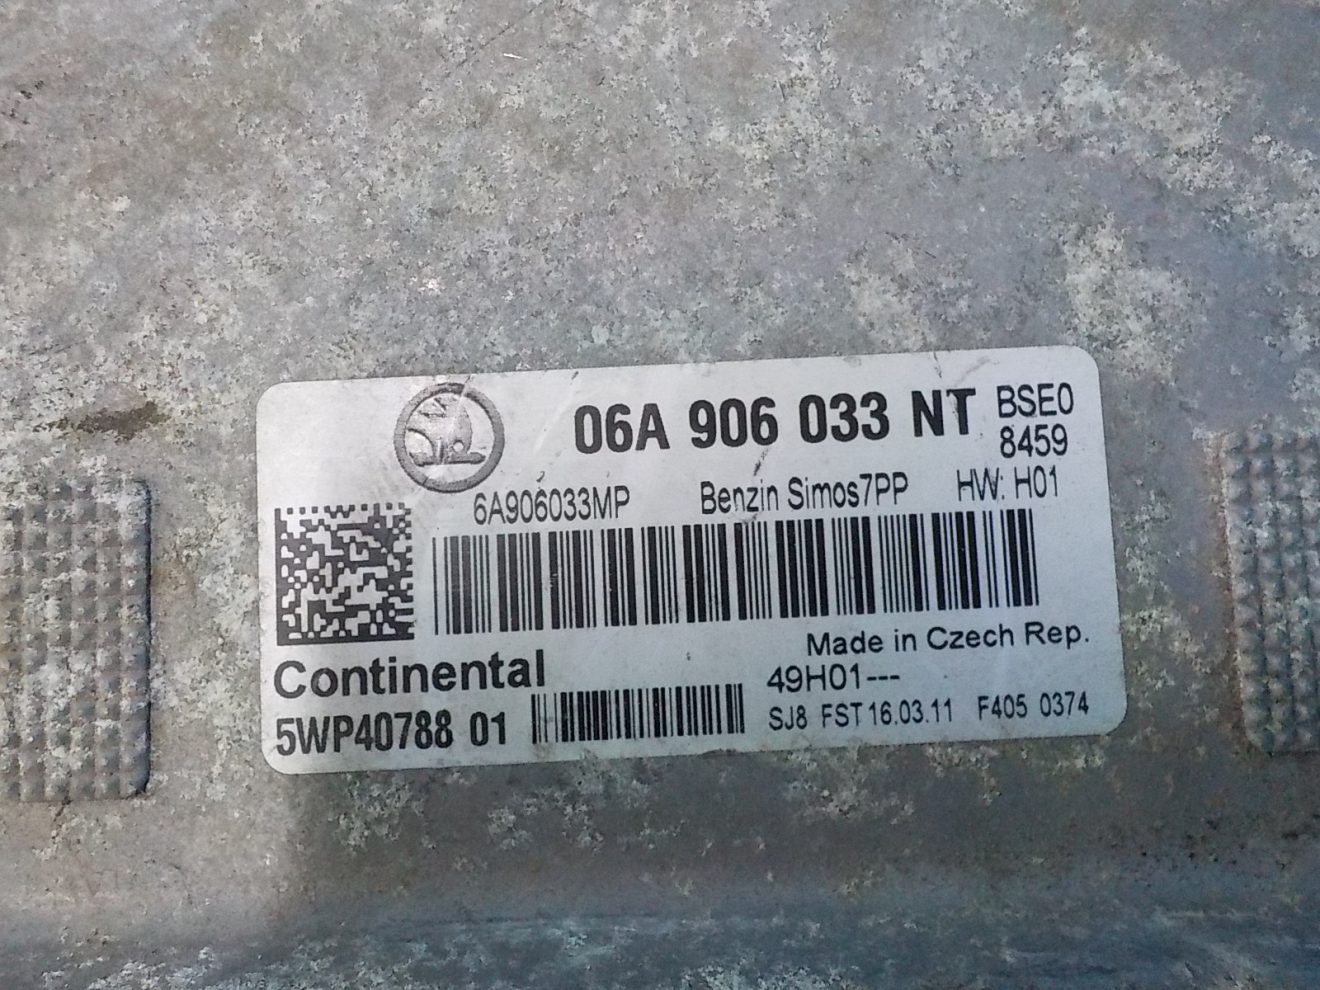 06A 906 033 NT BSE0
8459
6A906033MP Benzin Simos7PP HW: H01
Made in Czech Rep.
Continental 49H01---
5WP40788 01 SJ8 FST 16.03.11 F405 0374